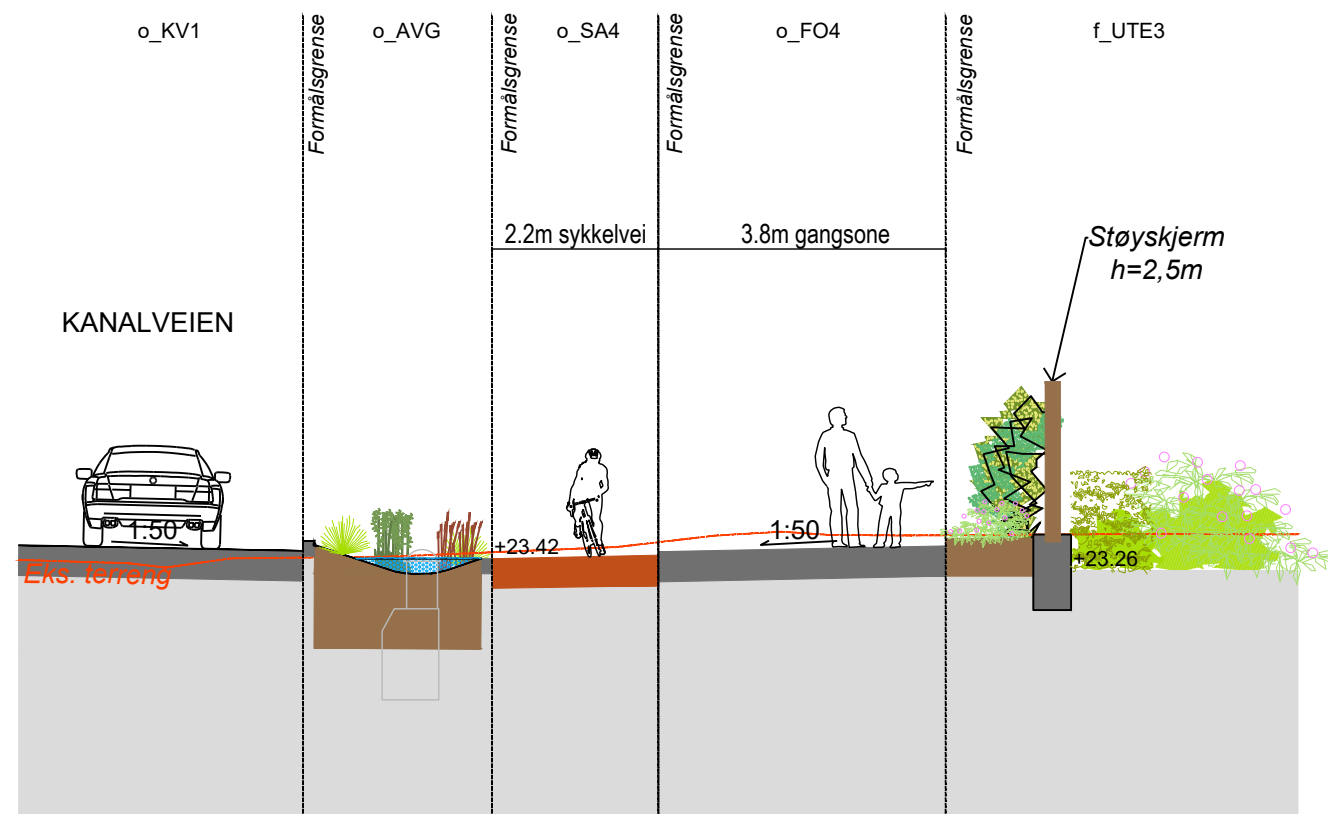 o_KV1
o_AVG
o_SA4
o_FO4
f_UTE3
Formålsgrense
Formålsgrense
Formålsgrense
Formålsgrense
2.2m sykkelvei
3.8m gangsone
Støyskjerm
h=2,5m
KANALVEIEN
1:50
+23.42
1:50
+23.26
Eks. terreng